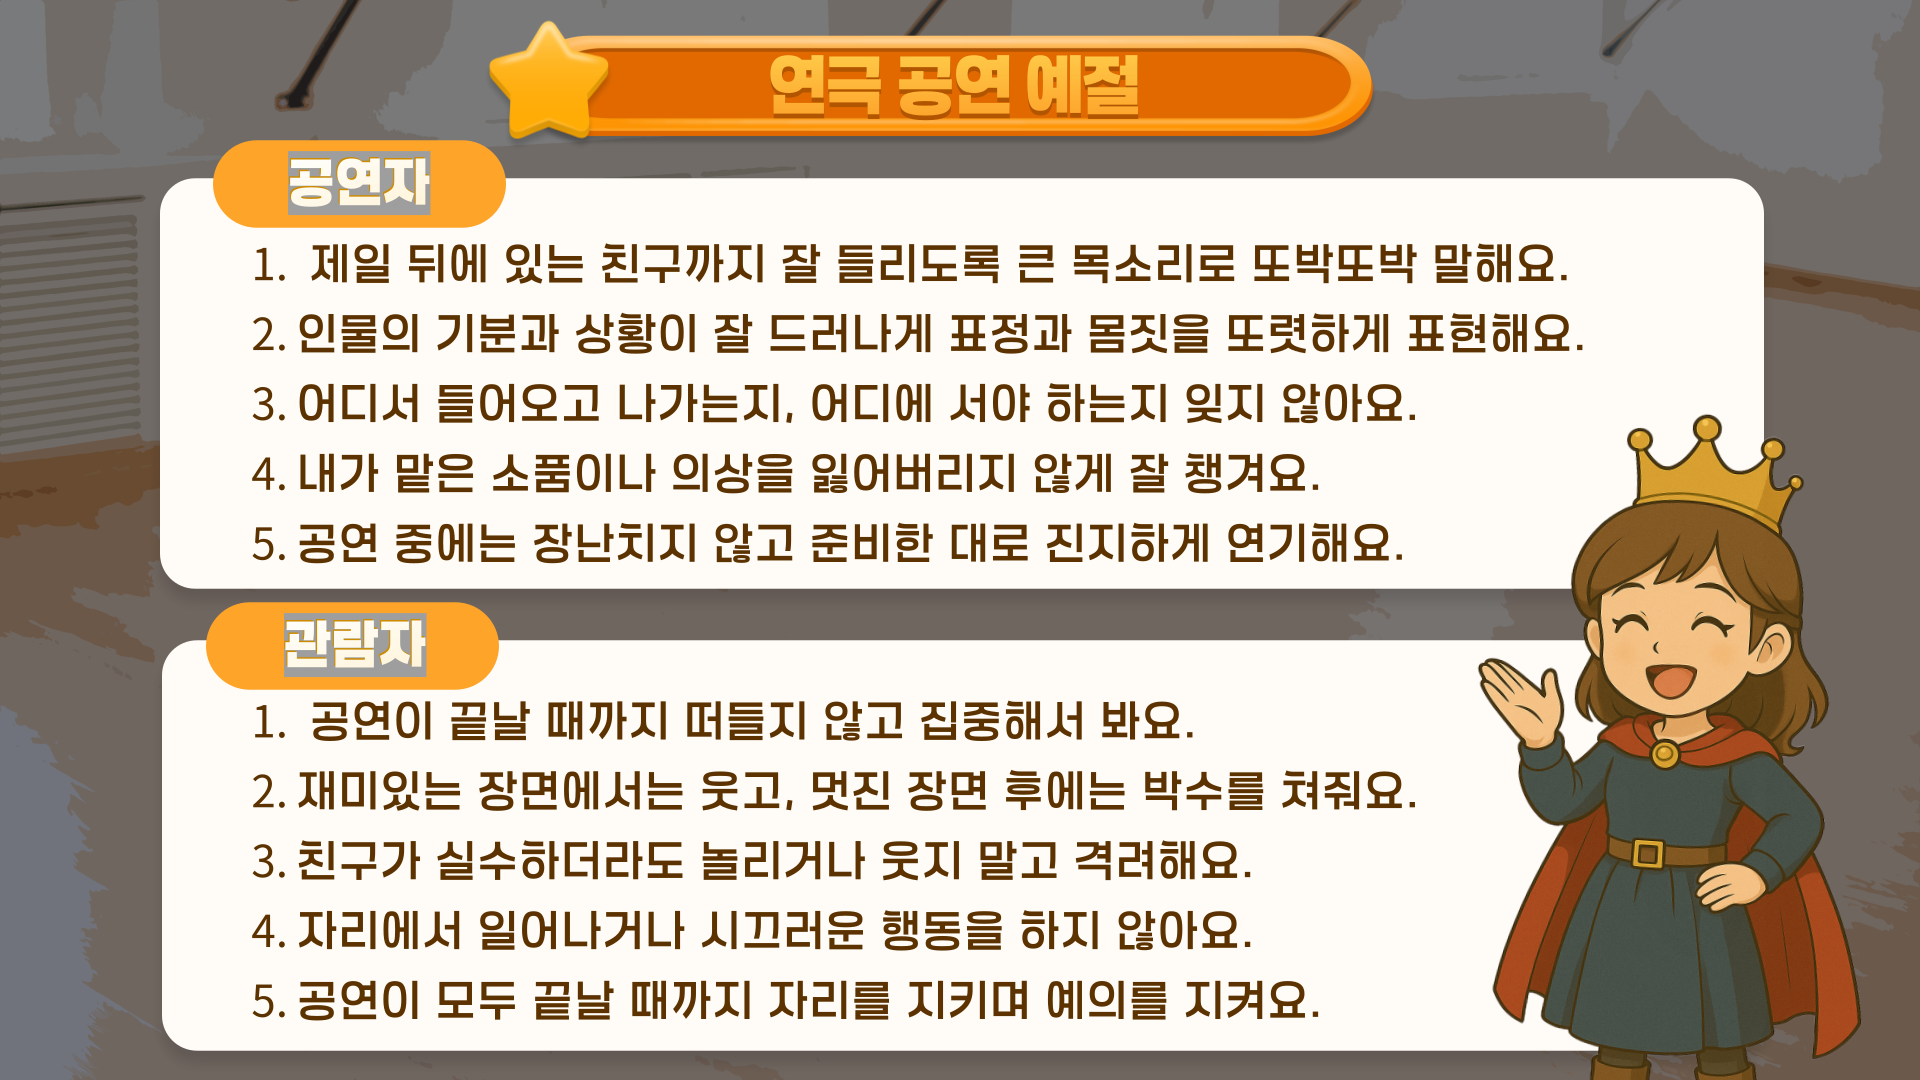 연극 공연 예절
공연자
1. 제일 뒤에 있는 친구까지 잘 들리도록 큰 목소리로 또박또박 말해요.
2. 인물의 기분과 상황이 잘 드러나게 표정과 몸짓을 또렷하게 표현해요.
3. 어디서 들어오고 나가는지, 어디에 서야 하는지 잊지 않아요.
4. 내가 맡은 소품이나 의상을 잃어버리지 않게 잘 챙겨요.
5. 공연 중에는 장난치지 않고 준비한 대로 진지하게 연기해요.
관람자
1. 공연이 끝날 때까지 떠들지 않고 집중해서 봐요.
2. 재미있는 장면에서는 웃고, 멋진 장면 후에는 박수를 쳐줘요.
3. 친구가 실수하더라도 놀리거나 웃지 말고 격려해요.
4. 자리에서 일어나거나 시끄러운 행동을 하지 않아요.
5. 공연이 모두 끝날 때까지 자리를 지키며 예의를 지켜요.